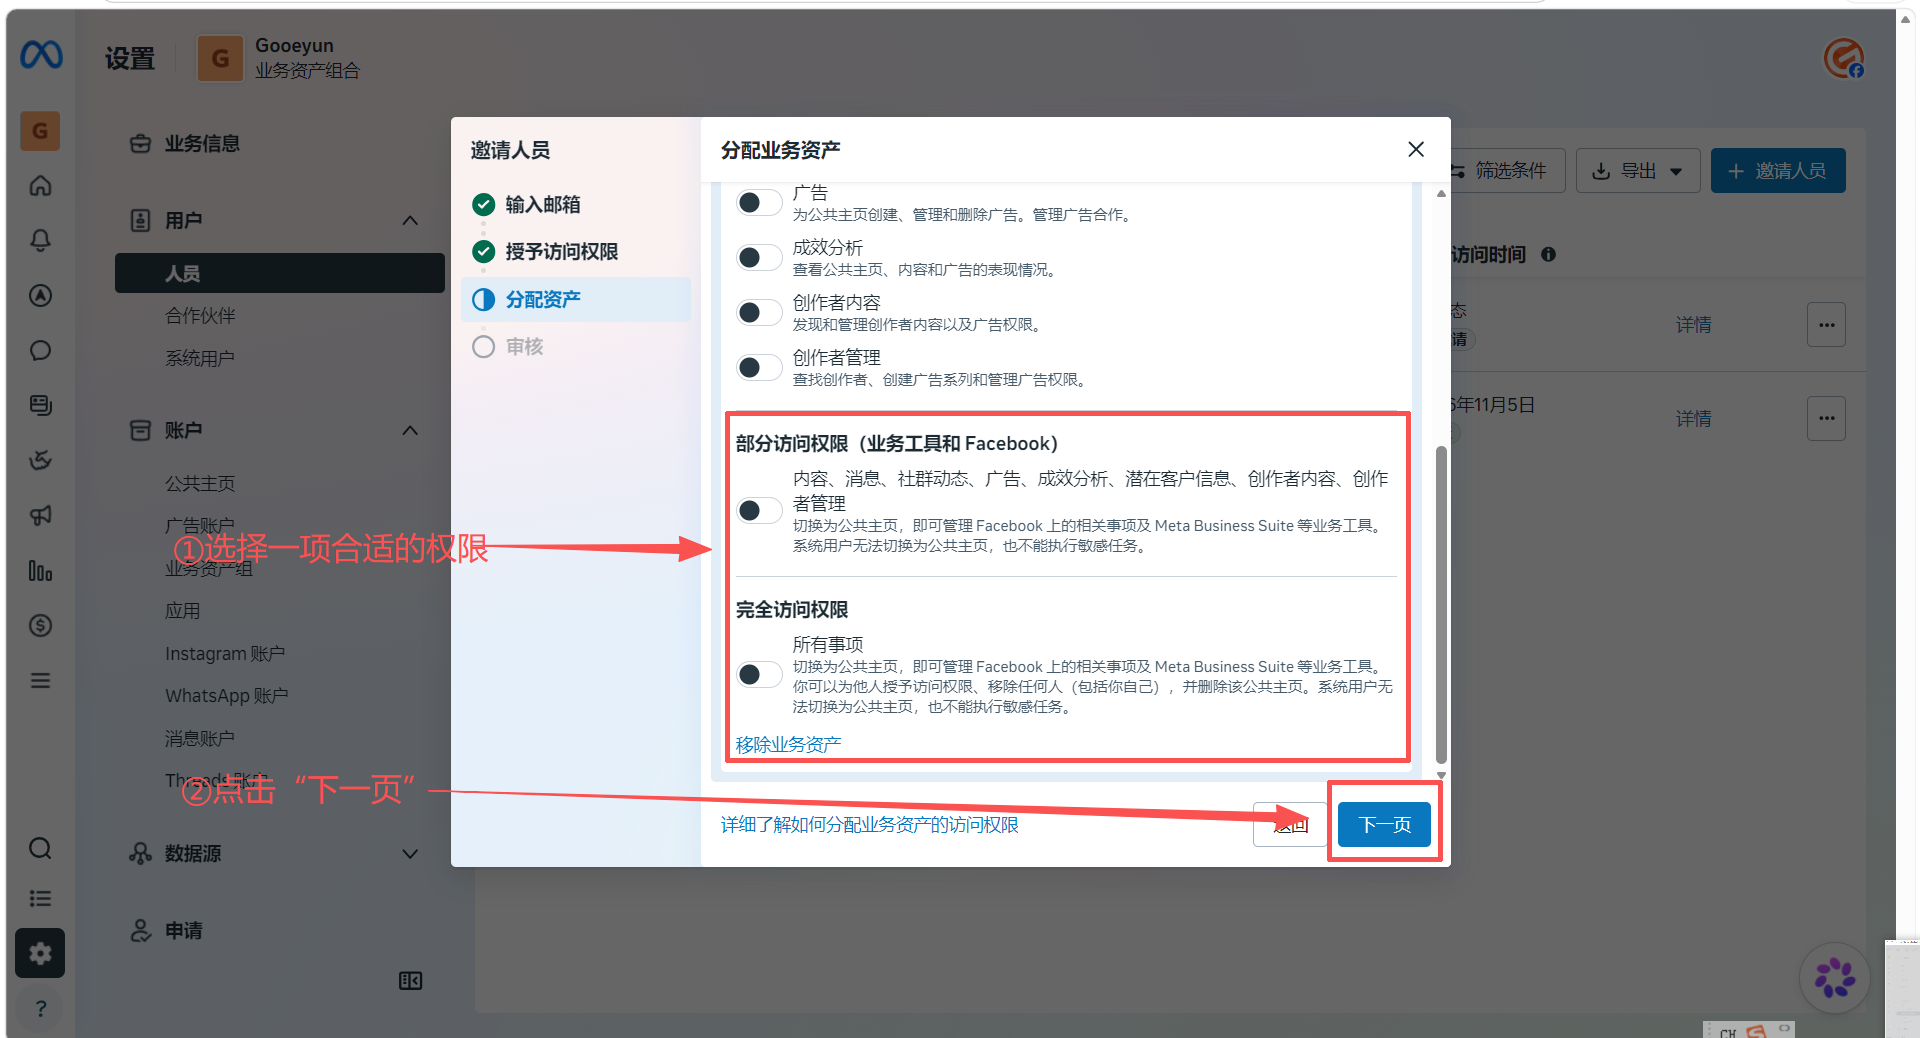 设置
G
Gooeyun
业务资产组合
G
业务信息
用户
人员
合作伙伴
系统用户
账户
公共主页
广告账户
业务资产组
应用
Instagram 账户
WhatsApp 账户
消息账户
Threads 账户
数据源
申请
?
①选择一项合适的权限
②点击“下一页”
邀请人员
输入邮箱
授予访问权限
分配资产
审核
分配业务资产
广告
为公共主页创建、管理和删除广告。管理广告合作。
成效分析
查看公共主页、内容和广告的表现情况。
创作者内容
发现和管理创作者内容以及广告权限。
创作者管理
查找创作者、创建广告系列和管理广告权限。
部分访问权限（业务工具和 Facebook）
内容、消息、社群动态、广告、成效分析、潜在客户信息、创作者内容、创作
者管理
切换为公共主页，即可管理 Facebook 上的相关事项及 Meta Business Suite 等业务工具。
系统用户无法切换为公共主页，也不能执行敏感任务。
完全访问权限
所有事项
切换为公共主页，即可管理 Facebook 上的相关事项及 Meta Business Suite 等业务工具。
你可以为他人授予访问权限、移除任何人（包括你自己），并删除该公共主页。系统用户无
法切换为公共主页，也不能执行敏感任务。
移除业务资产
详细了解如何分配业务资产的访问权限
返回
下一页
筛选条件
导出
+ 邀请人员
访问时间
态
请
详情
年11月5日
详情
CH